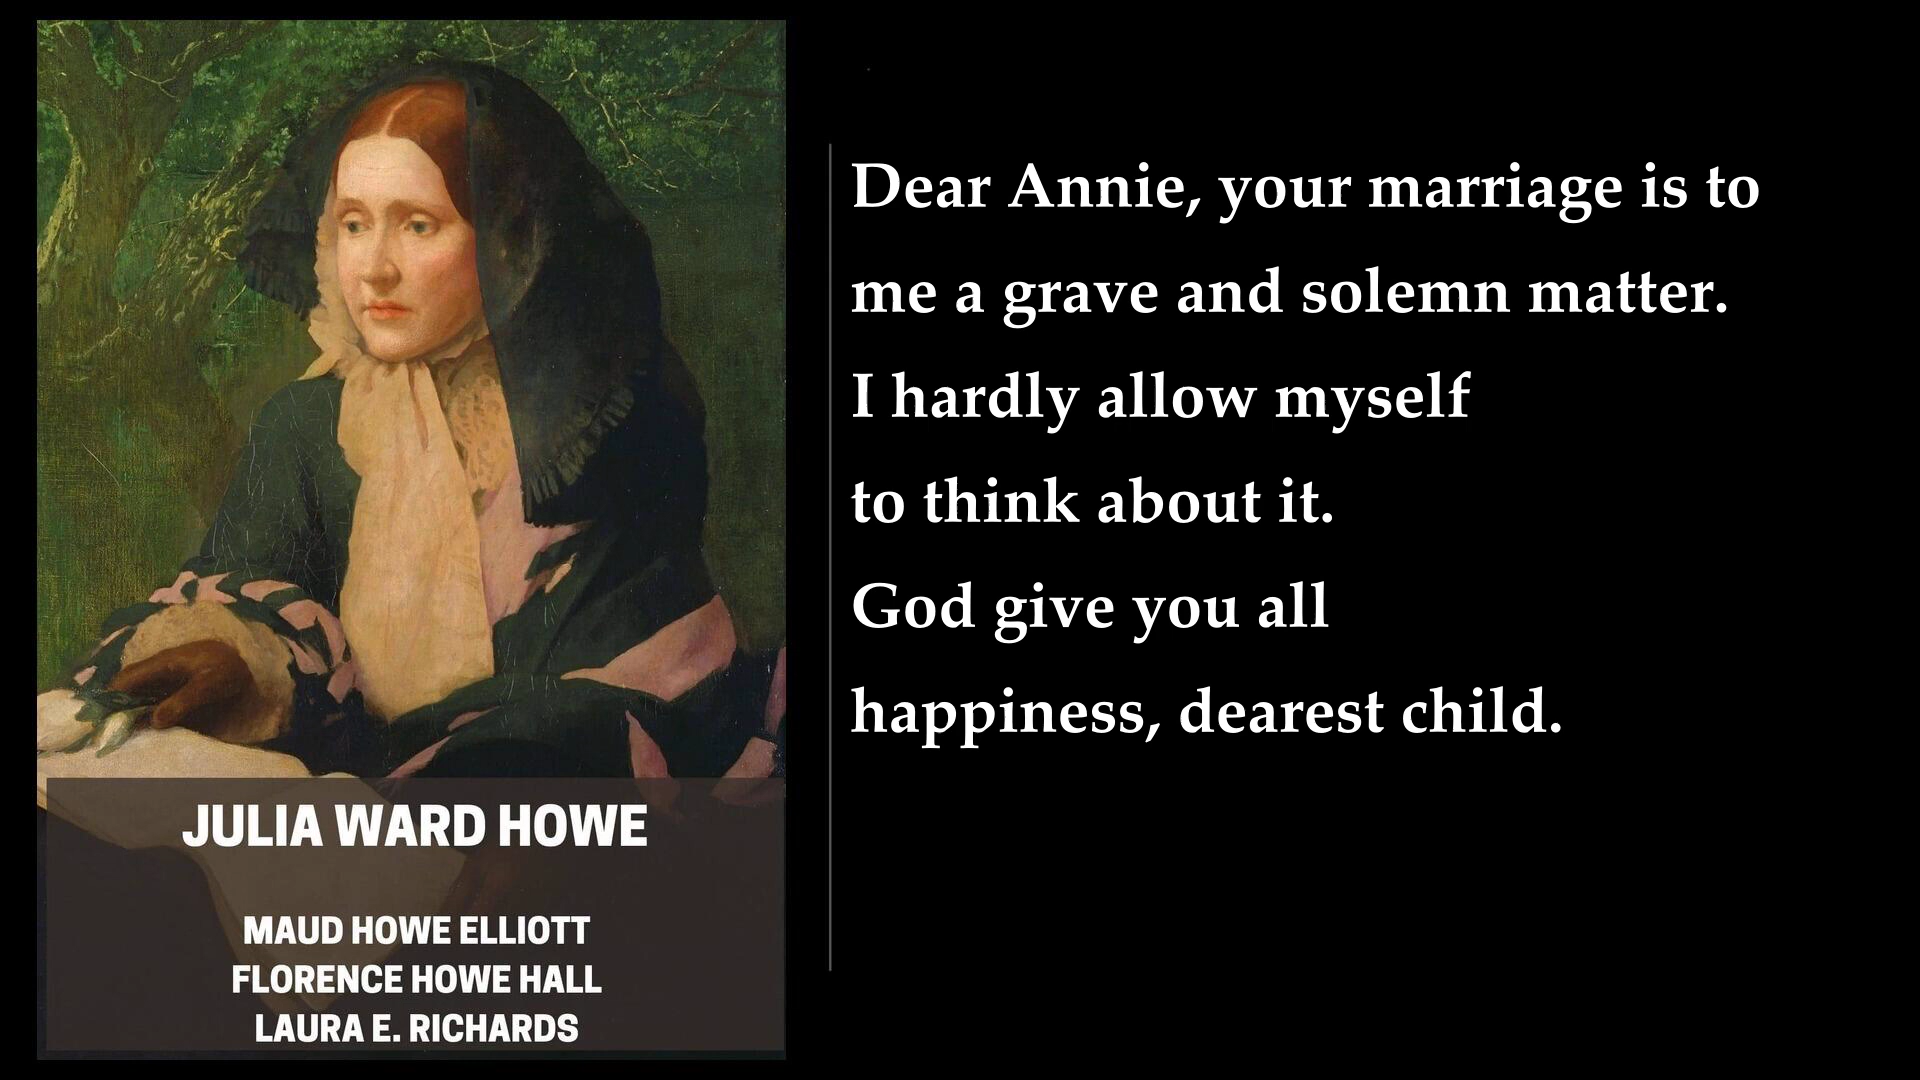 JULIA WARD HOWE
MAUD HOWE ELLIOTT
FLORENCE HOWE HALL
LAURA E. RICHARDS
Dear Annie, your marriage is to
me a grave and solemn matter.
I hardly allow myself
to think about it.
God give you all
happiness, dearest child.